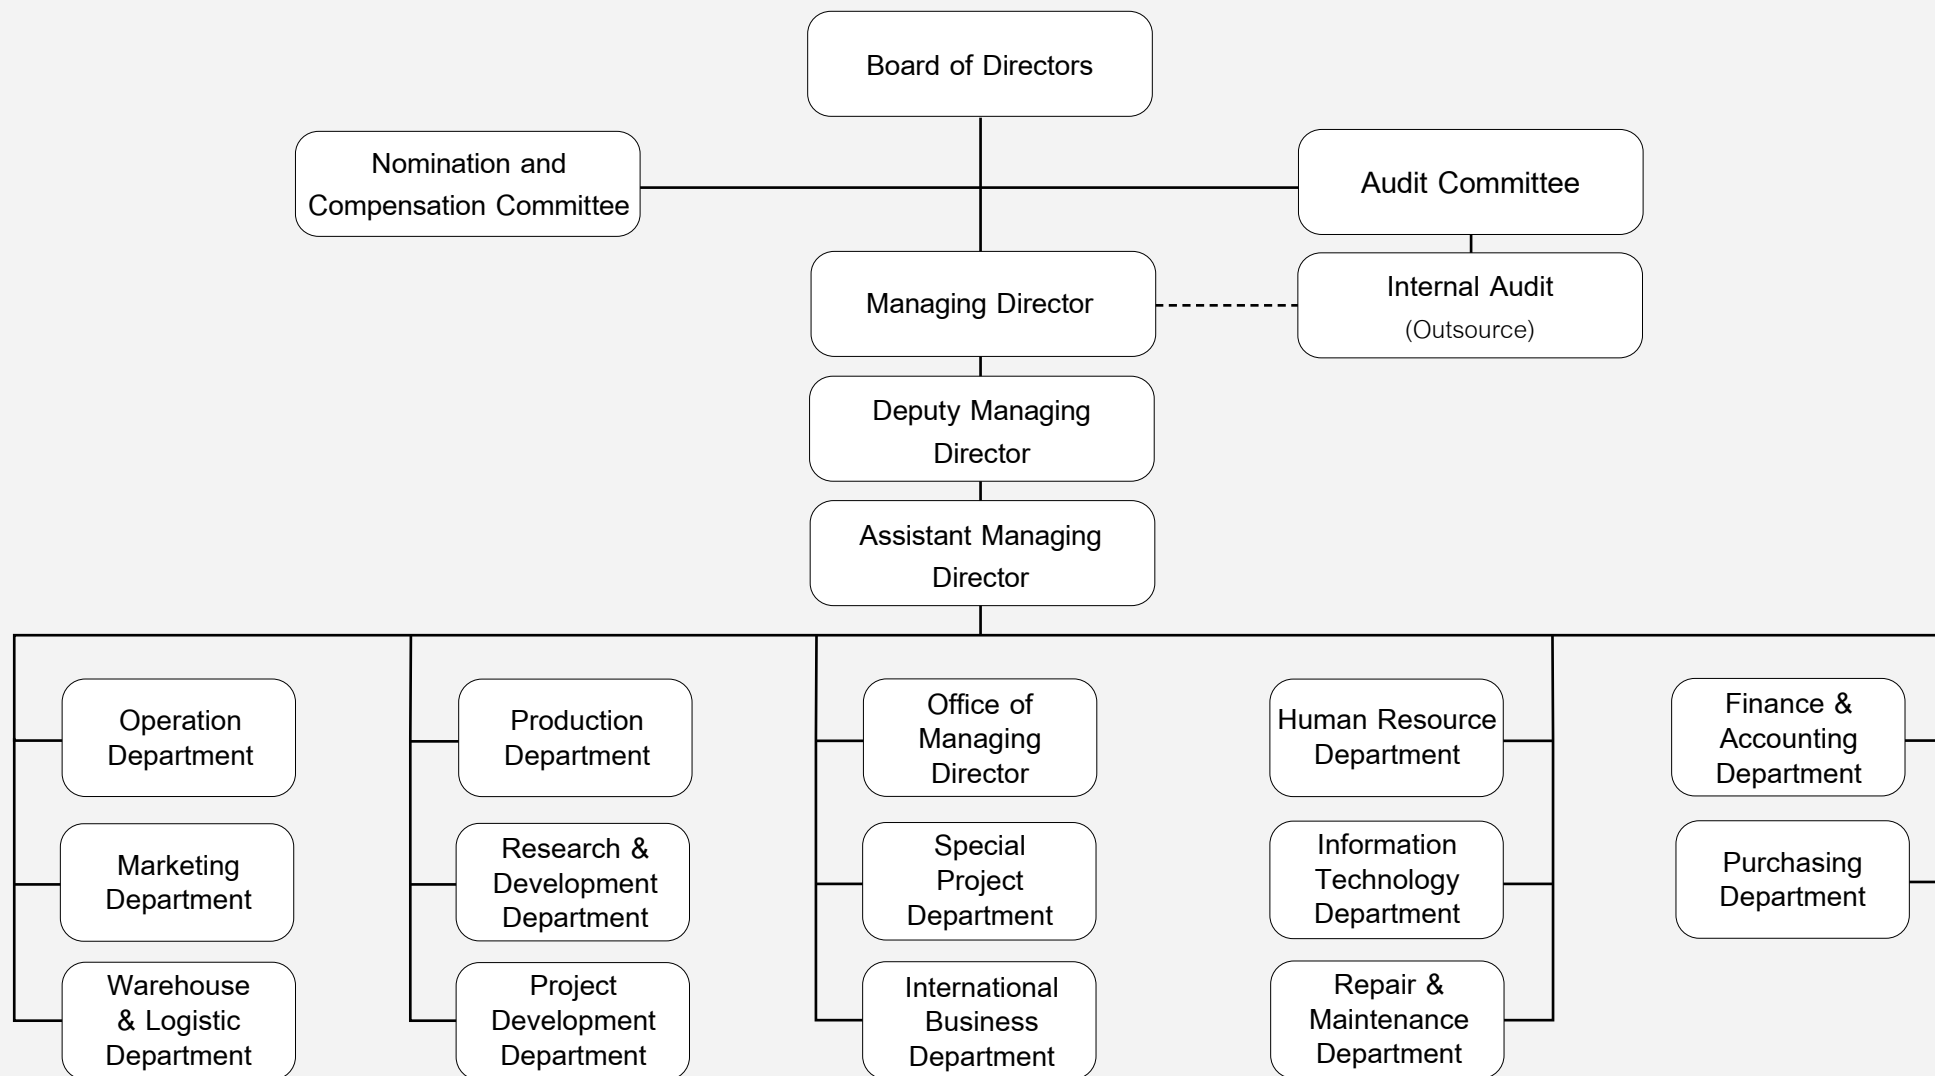 Board of Directors
Nomination and
Compensation Committee
Audit Committee
Managing Director
Internal Audit
(Outsource)
Deputy Managing
Director
Assistant Managing
Director
Operation
Department
Production
Department
Office of
Managing
Director
Human Resource
Department
Finance &
Accounting
Department
Marketing
Department
Research &
Development
Department
Special
Project
Department
Information
Technology
Department
Purchasing
Department
Warehouse
& Logistic
Department
Project
Development
Department
International
Business
Department
Repair &
Maintenance
Department